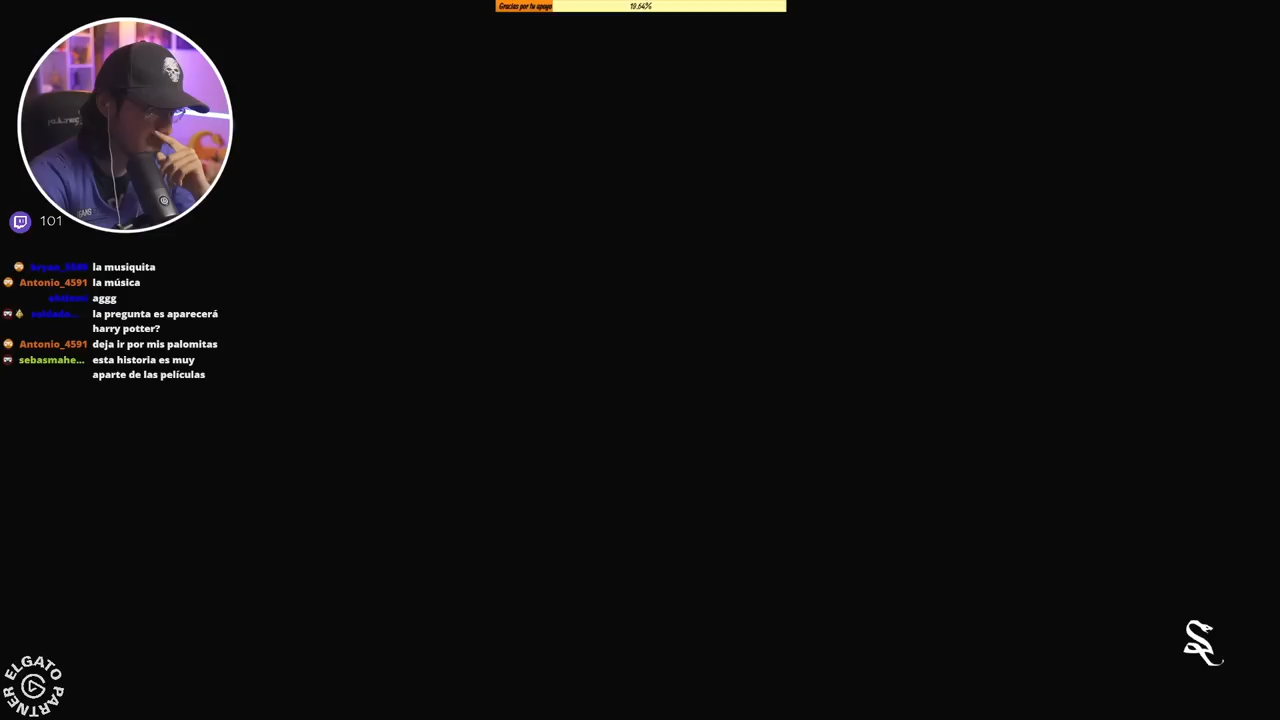 Gracias por tu apoyo 19.64%
101
la musiquita
Antonio_4591 la música
aggg
la pregunta es aparecerá
harry potter?
Antonio_4591 deja ir por mis palomitas
sebasmahe... esta historia es muy
aparte de las películas
ELGATO
PARTNER